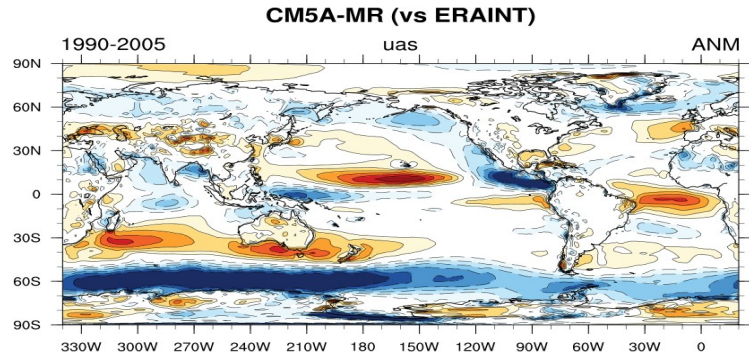 CM5A-MR (vs ERAINT)
1990-2005 uas ANM
90N
60N
30N
0
30S
60S
90S
330W 300W 270W 240W 210W 180 150W 120W 90W 60W 30W 0